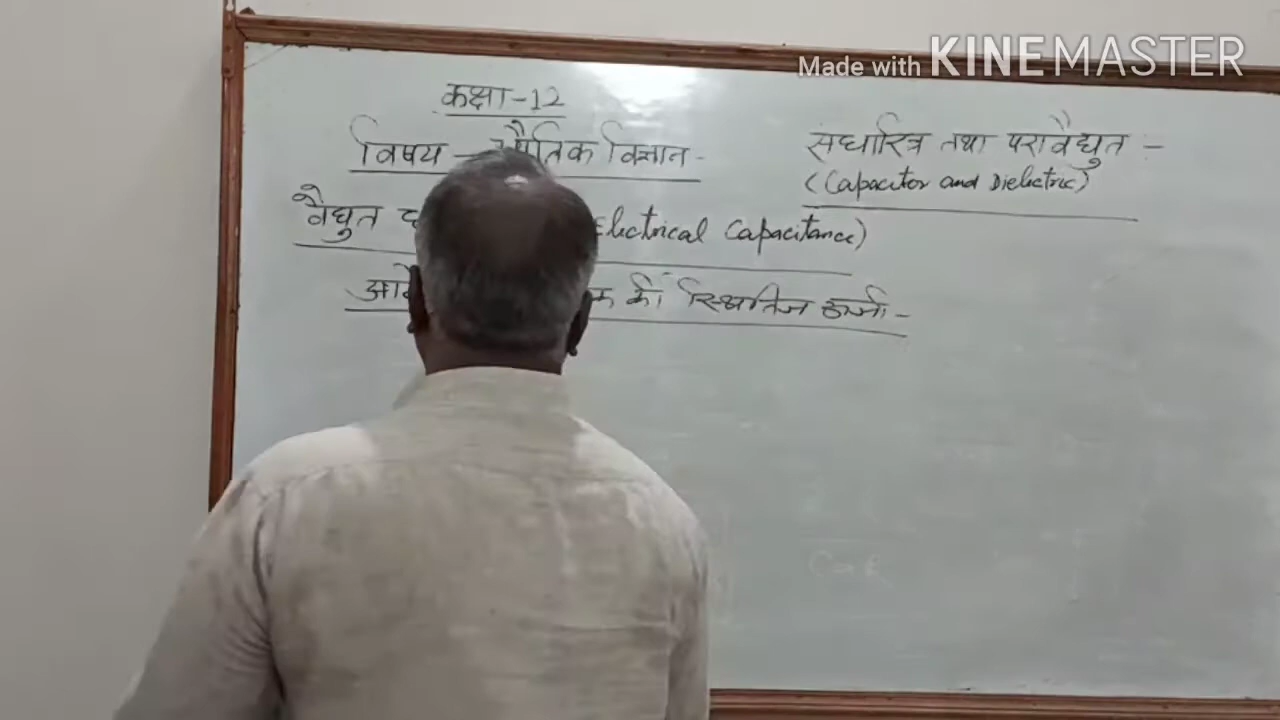 Made with KINEMASTER
कक्षा-12
विषय - भौतिक विज्ञान-
संधारित्र तथा परावैद्युत :-
(Capacitor and Dielectric)
वैद्युत Electrical Capacitance)
की स्थितिज ऊर्जा-